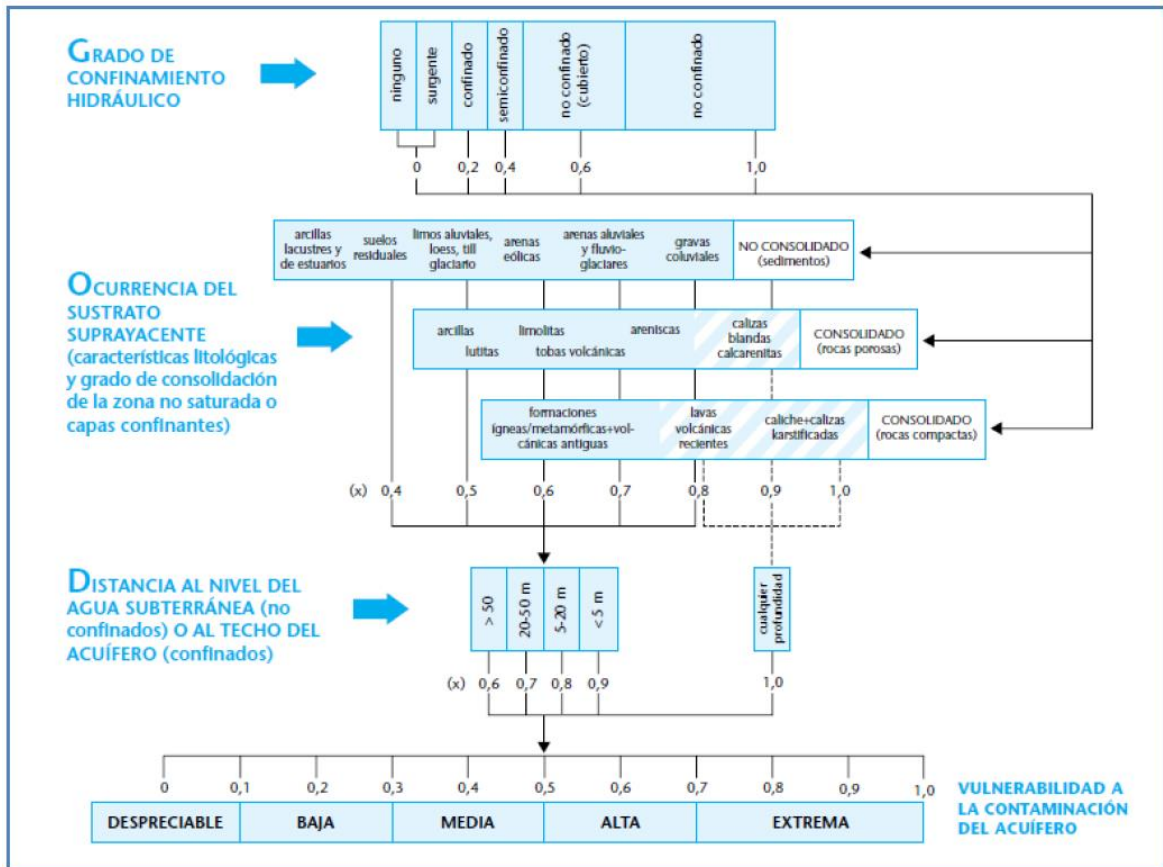 GRADO DE
CONFINAMIENTO
HIDRÁULICO
ninguno
surgente
confinado
semiconfinado
no confinado
(cubierto)
no confinado
0
0,2
0,4
0,6
1,0
arcillas
lacustres y
de estuarios
suelos
residuales
limos aluviales,
loess, till
glaciario
arenas
eólicas
arenas aluviales
y fluvio-
glaciares
gravas
coluviales
NO CONSOLIDADO
(sedimentos)
OCURRENCIA DEL
SUSTRATO
SUPRAYACENTE
(características litológicas
y grado de consolidación
de la zona no saturada o
capas confinantes)
arcillas
lutitas
limolitas
tobas volcánicas
areniscas
calizas
blandas
calcarenitas
CONSOLIDADO
(rocas porosas)
formaciones
ígneas/metamórficas+vol-
cánicas antiguas
lavas
volcánicas
recientes
caliche+calizas
karstificadas
CONSOLIDADO
(rocas compactas)
(x) 0,4 0,5 0,6 0,7 0,8 0,9 1,0
DISTANCIA AL NIVEL DEL
AGUA SUBTERRÁNEA (no
confinados) O AL TECHO DEL
ACUÍFERO (confinados)
> 50
20-50 m
5-20 m
< 5 m
cualquier
profundidad
(x) 0,6 0,7 0,8 0,9 1,0
0 0,1 0,2 0,3 0,4 0,5 0,6 0,7 0,8 0,9 1,0
DESPRECIABLE BAJA MEDIA ALTA EXTREMA
VULNERABILIDAD A
LA CONTAMINACIÓN
DEL ACUÍFERO